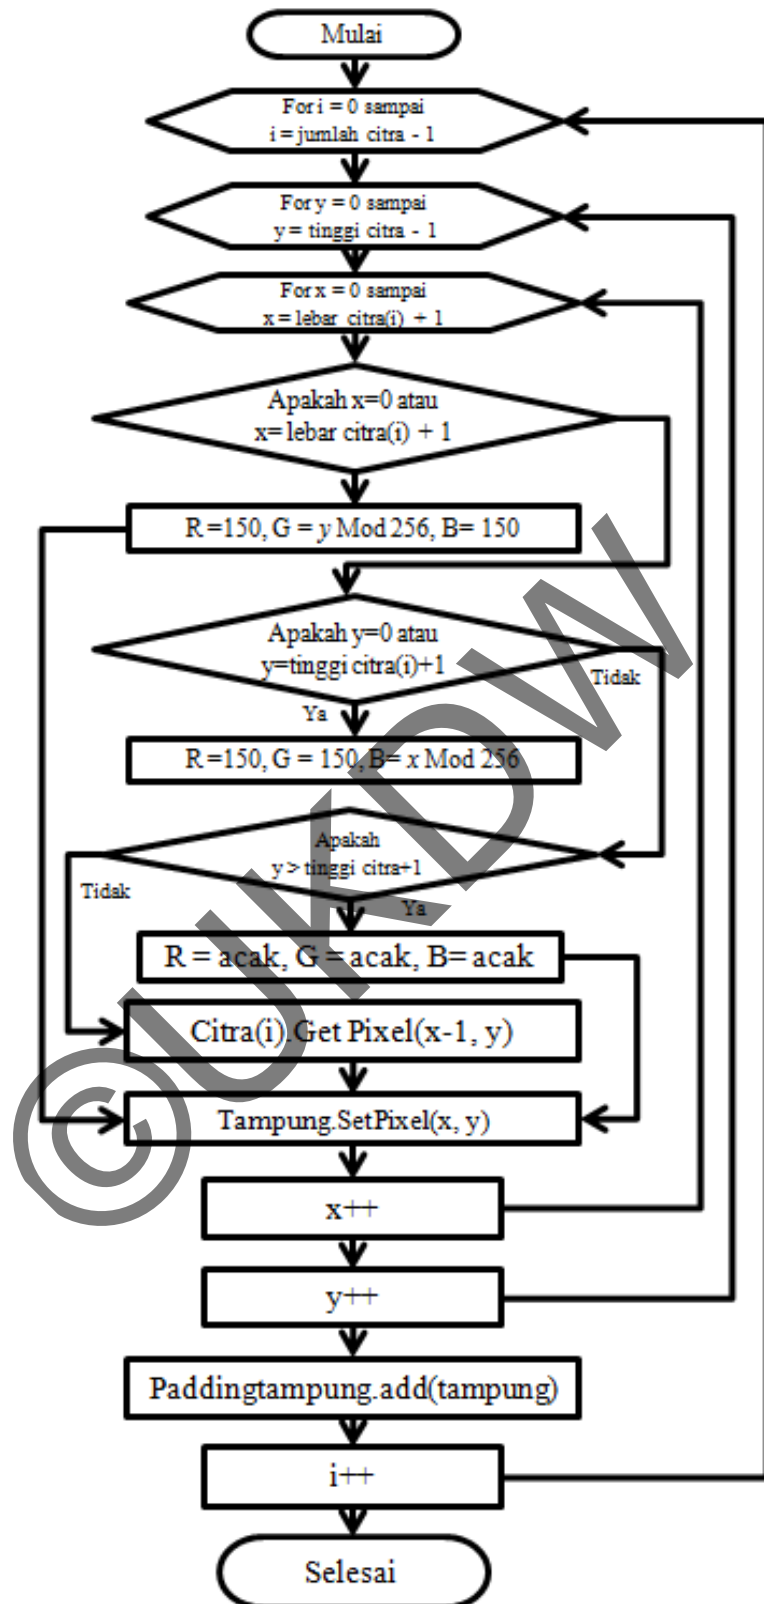 Mulai
For i = 0 sampai
i = jumlah citra - 1
For y = 0 sampai
y = tinggi citra - 1
For x = 0 sampai
x = lebar citra(i) + 1
Apakah x=0 atau
x= lebar citra(i) + 1
R =150, G = y Mod 256, B= 150
Apakah y=0 atau
y=tinggi citra(i)+1
Tidak
Ya
R =150, G = 150, B= x Mod 256
Apakah
y > tinggi citra+1
Tidak
Ya
R = acak, G = acak, B= acak
Citra(i).Get Pixel(x-1, y)
Tampung.SetPixel(x, y)
x++
y++
Paddingtampung.add(tampung)
i++
Selesai
©UKDW